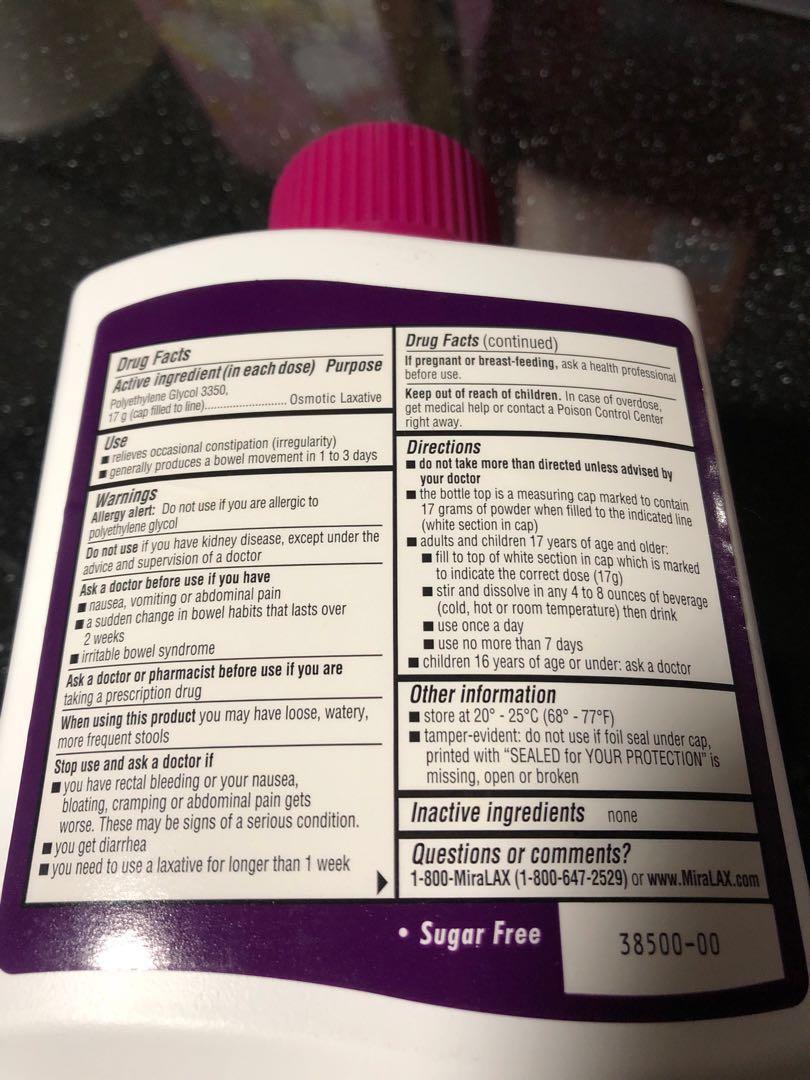 Drug Facts
Active ingredient (in each dose) Purpose
Polyethylene Glycol 3350,
17 g (cap filled to line)........................ Osmotic Laxative
Use
■ relieves occasional constipation (irregularity)
■ generally produces a bowel movement in 1 to 3 days
Warnings
Allergy alert: Do not use if you are allergic to
polyethylene glycol
Do not use if you have kidney disease, except under the
advice and supervision of a doctor
Ask a doctor before use if you have
■ nausea, vomiting or abdominal pain
■ a sudden change in bowel habits that lasts over
2 weeks
■ irritable bowel syndrome
Ask a doctor or pharmacist before use if you are
taking a prescription drug
When using this product you may have loose, watery,
more frequent stools
Stop use and ask a doctor if
■ you have rectal bleeding or your nausea,
bloating, cramping or abdominal pain gets
worse. These may be signs of a serious condition.
■ you get diarrhea
■ you need to use a laxative for longer than 1 week
Drug Facts (continued)
If pregnant or breast-feeding, ask a health professional
before use.
Keep out of reach of children. In case of overdose,
get medical help or contact a Poison Control Center
right away.
Directions
■ do not take more than directed unless advised by
your doctor
■ the bottle top is a measuring cap marked to contain
17 grams of powder when filled to the indicated line
(white section in cap)
■ adults and children 17 years of age and older:
■ fill to top of white section in cap which is marked
to indicate the correct dose (17g)
■ stir and dissolve in any 4 to 8 ounces of beverage
(cold, hot or room temperature) then drink
■ use once a day
■ use no more than 7 days
■ children 16 years of age or under: ask a doctor
Other information
■ store at 20° - 25°C (68° - 77°F)
■ tamper-evident: do not use if foil seal under cap,
printed with “SEALED for YOUR PROTECTION” is
missing, open or broken
Inactive ingredients none
Questions or comments?
1-800-MiraLAX (1-800-647-2529) or www.MiraLAX.com
• Sugar Free
38500-00